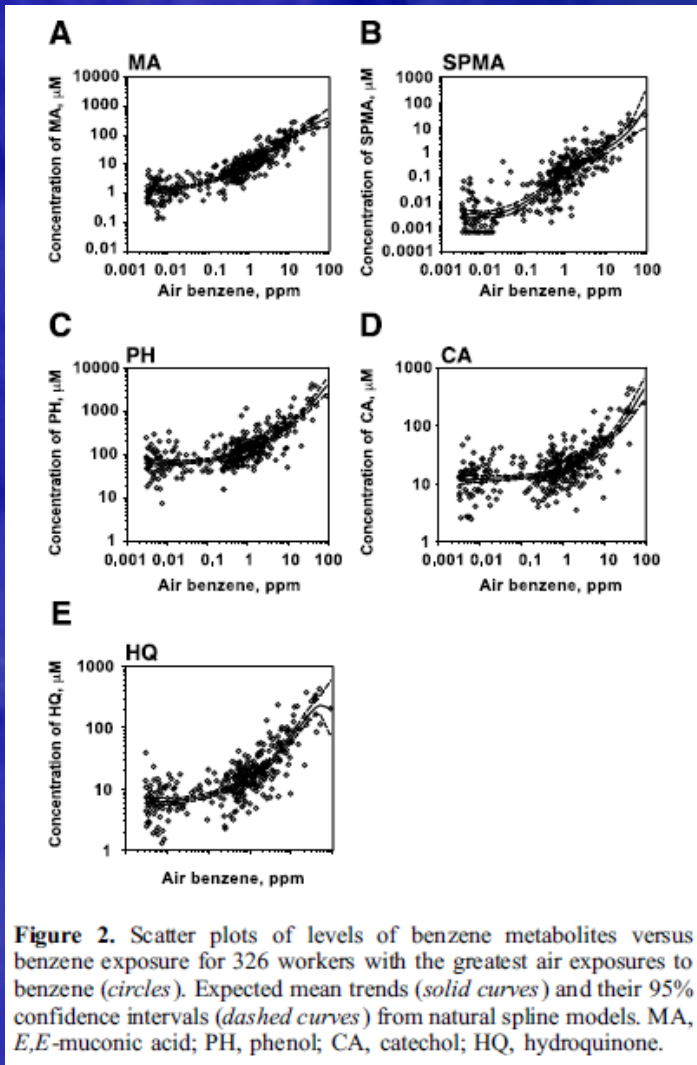 A
MA
Concentration of MA, μM
10000
1000
100
10
1
0.1
0.01
0.001 0.01 0.1 1 10 100
Air benzene, ppm
B
SPMA
Concentration of SPMA, μM
1000
100
10
1
0.1
0.01
0.001
0.0001
0.001 0.01 0.1 1 10 100
Air benzene, ppm
C
PH
Concentration of PH, μM
10000
1000
100
10
1
0,001 0,01 0,1 1 10 100
Air benzene, ppm
D
CA
Concentration of CA, μM
1000
100
10
1
0,001 0,01 0,1 1 10 100
Air benzene, ppm
E
HQ
Concentration of HQ, μM
1000
100
10
1
Air benzene, ppm
Figure 2. Scatter plots of levels of benzene metabolites versus
benzene exposure for 326 workers with the greatest air exposures to
benzene (circles). Expected mean trends (solid curves) and their 95%
confidence intervals (dashed curves) from natural spline models. MA,
E,E-muconic acid; PH, phenol; CA, catechol; HQ, hydroquinone.